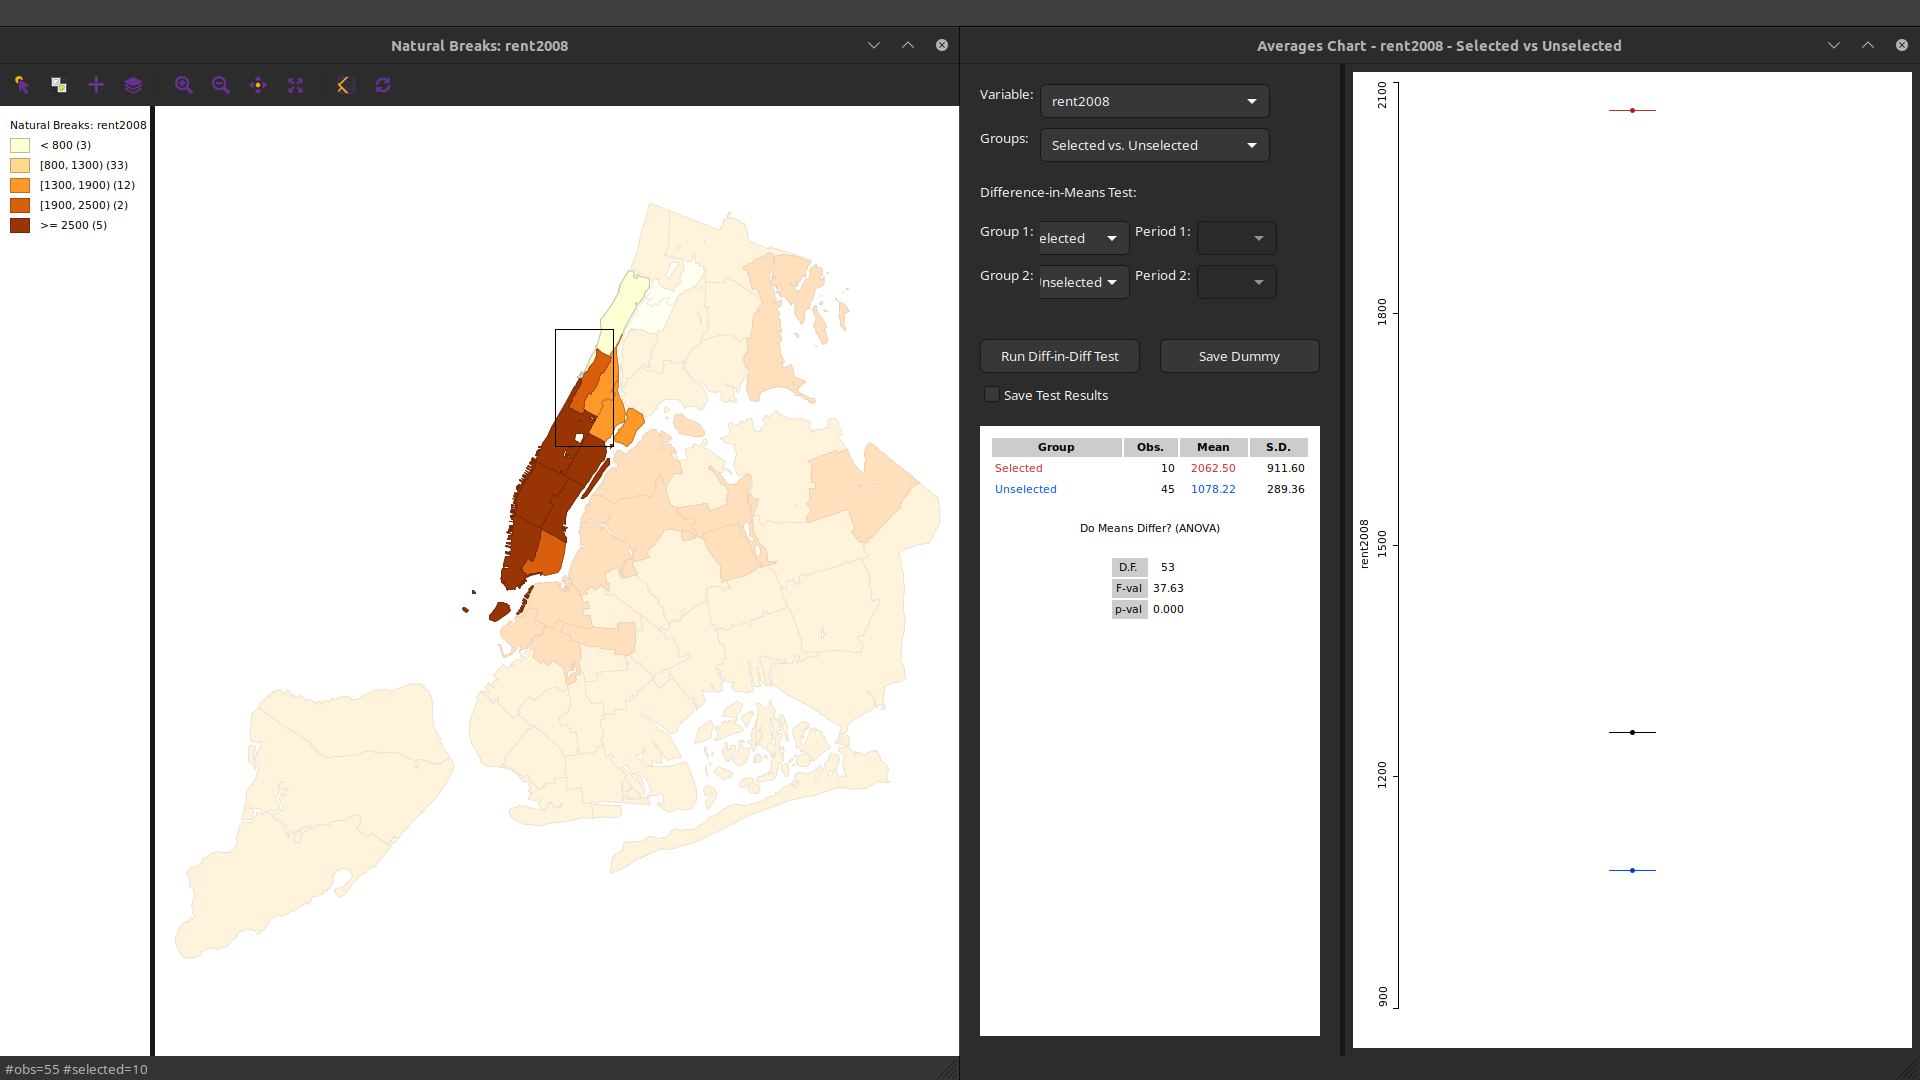 Natural Breaks: rent2008
Natural Breaks: rent2008
< 800 (3)
[800, 1300) (33)
[1300, 1900) (12)
[1900, 2500) (2)
>= 2500 (5)
#obs=55 #selected=10
Averages Chart - rent2008 - Selected vs Unselected
Variable:
rent2008
Groups:
Selected vs. Unselected
Difference-in-Means Test:
Group 1:
elected
Period 1:
Group 2:
Unselected
Period 2:
Run Diff-in-Diff Test
Save Dummy
Save Test Results
Group Obs. Mean S.D.
Selected 10 2062.50 911.60
Unselected 45 1078.22 289.36
Do Means Differ? (ANOVA)
D.F. 53
F-val 37.63
p-val 0.000
2100
1800
1500
1200
900
rent2008